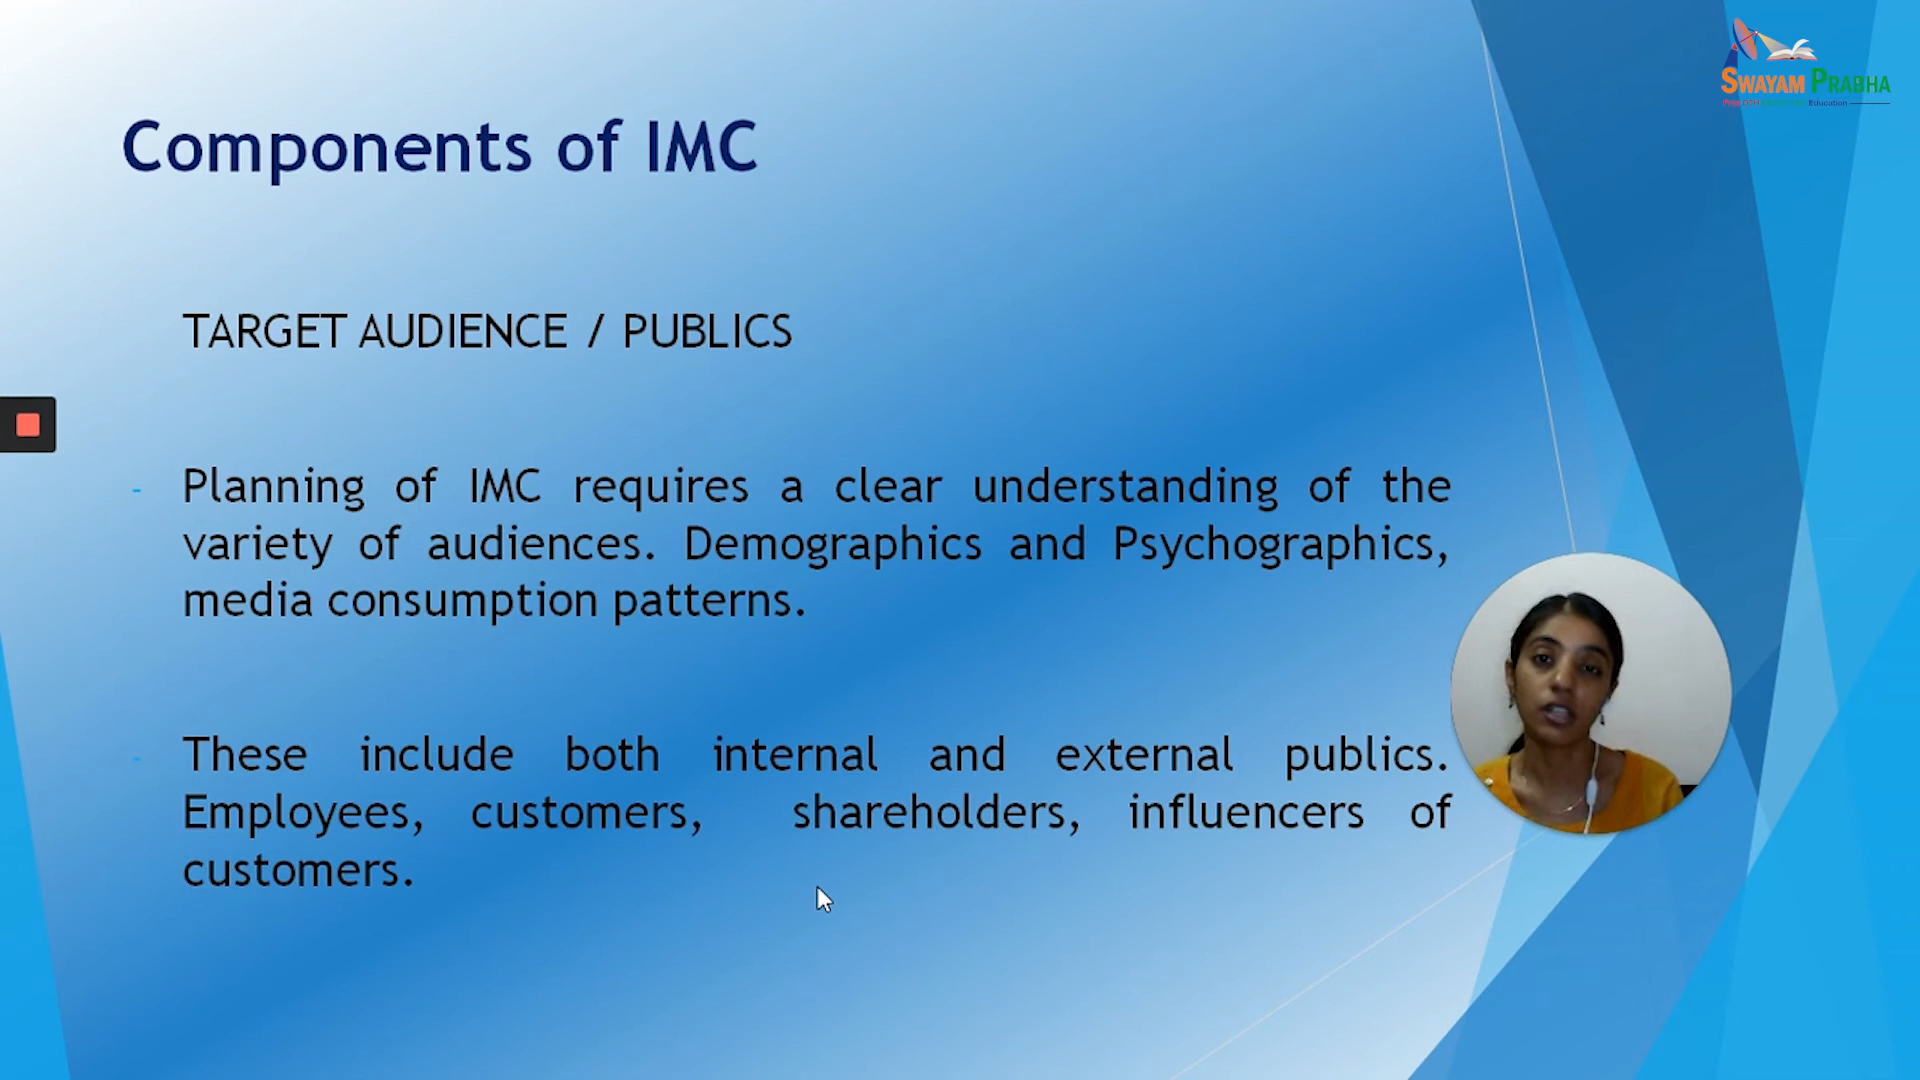 SWAYAM PRABHA
Education
Components of IMC
TARGET AUDIENCE / PUBLICS
- Planning of IMC requires a clear understanding of the
variety of audiences. Demographics and Psychographics,
media consumption patterns.
- These include both internal and external publics.
Employees, customers, shareholders, influencers of
customers.